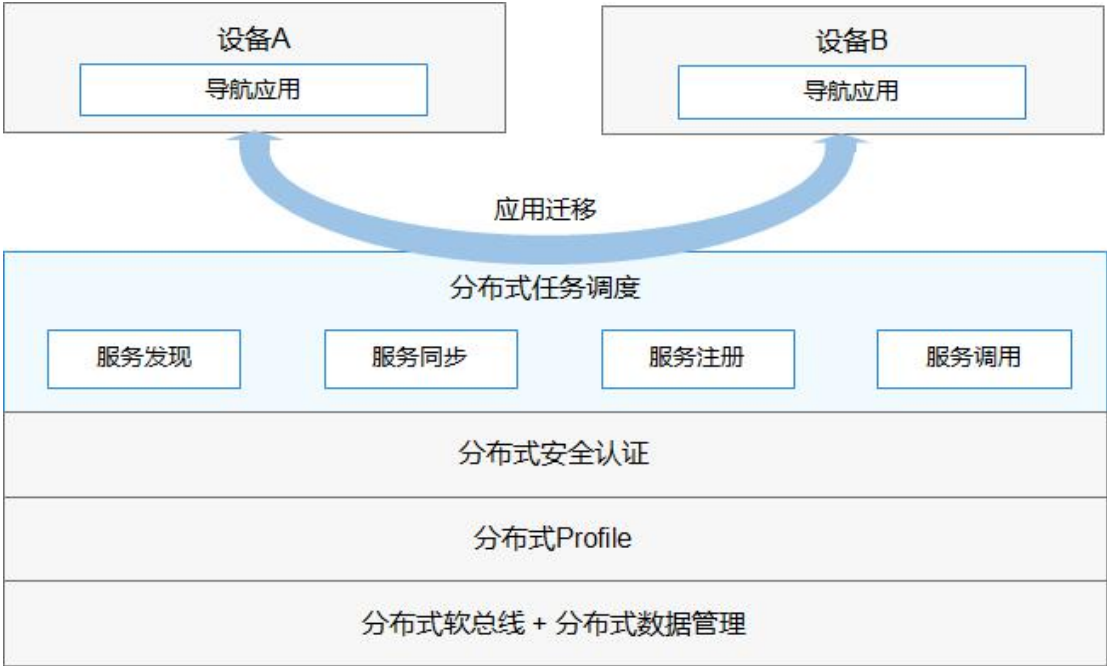 设备A
导航应用
设备B
导航应用
应用迁移
分布式任务调度
服务发现
服务同步
服务注册
服务调用
分布式安全认证
分布式Profile
分布式软总线 + 分布式数据管理